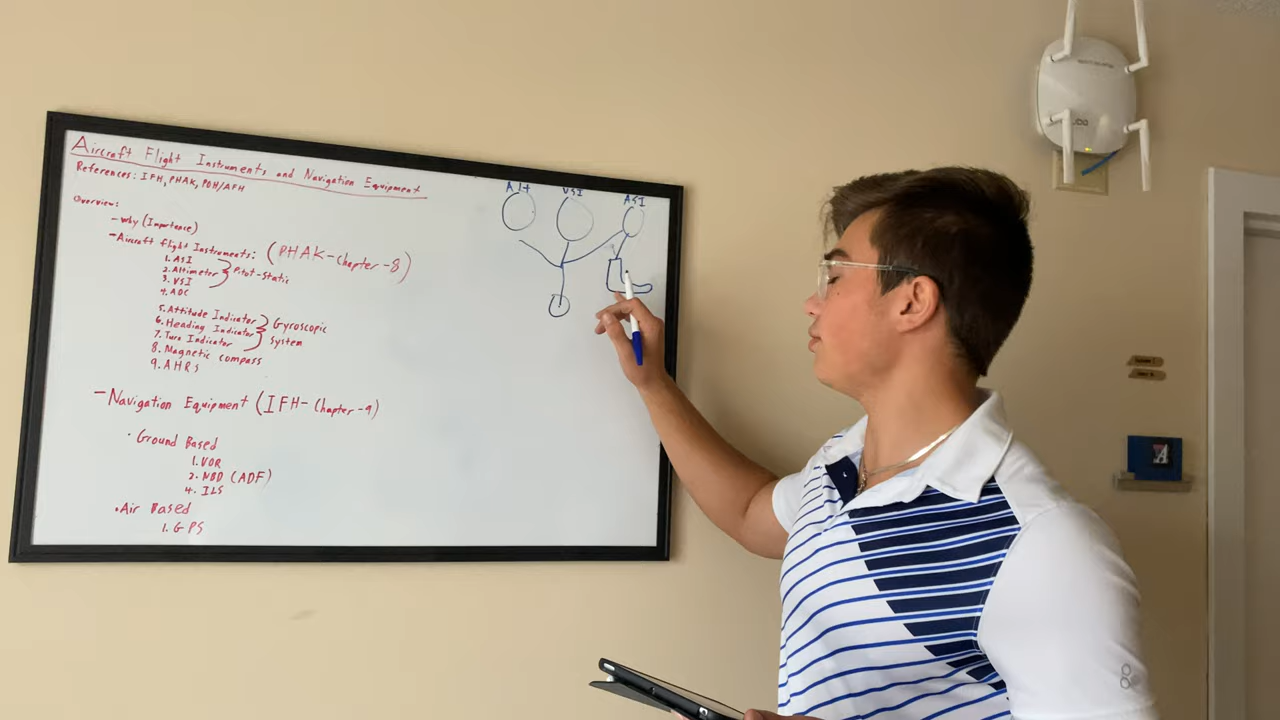 Aircraft Flight Instruments and Navigation Equipment
References: IFH, PHAK, POH/AFH
Overview:
- Why (Importance)
- Aircraft flight Instruments: (PHAK - Chapter - 8)
1. ASI
2. Altimeter
3. VSI
Pitot-Static
4. ADC
5. Attitude Indicator
6. Heading Indicator
7. Turn Indicator
Gyroscopic
System
8. Magnetic compass
9. AHRS
- Navigation Equipment (IFH - Chapter - 9)
• Ground Based
1. VOR
2. NBD (ADF)
4. ILS
• Air Based
1. GPS
Alt
VSI
ASI